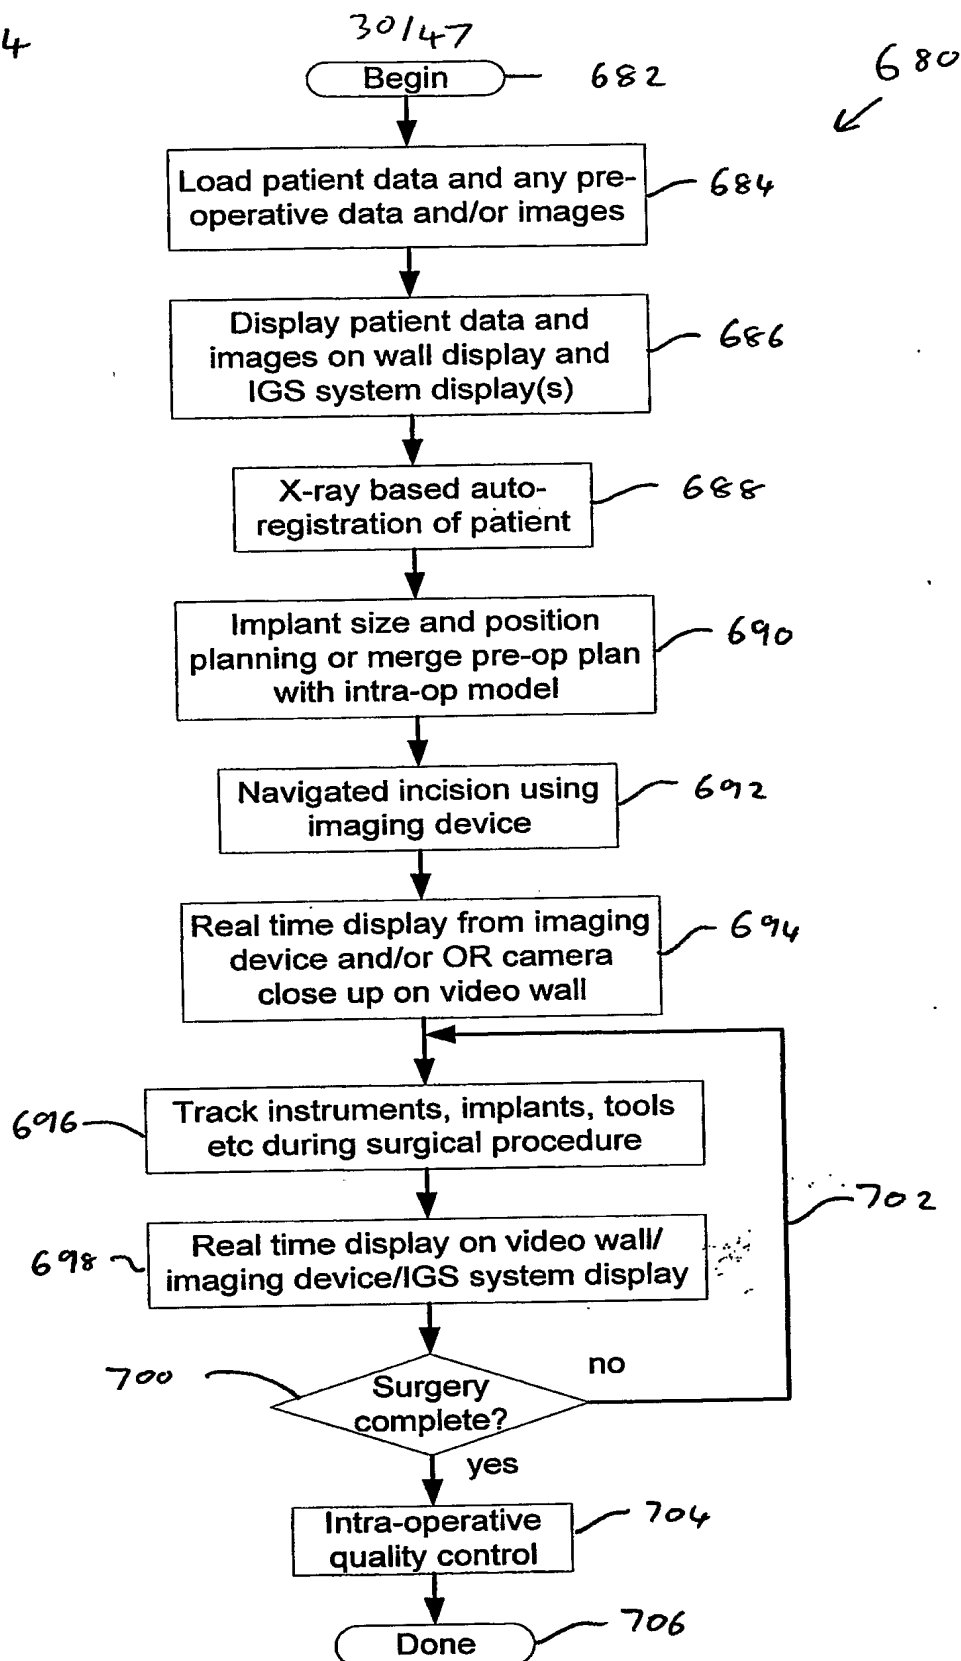 4
30/47
680
Begin
682
Load patient data and any pre-
operative data and/or images
684
Display patient data and
images on wall display and
IGS system display(s)
686
X-ray based auto-
registration of patient
688
Implant size and position
planning or merge pre-op plan
with intra-op model
690
Navigated incision using
imaging device
692
Real time display from imaging
device and/or OR camera
close up on video wall
694
696
Track instruments, implants, tools
etc during surgical procedure
702
698
Real time display on video wall/
imaging device/IGS system display
700
Surgery
complete?
no
yes
Intra-operative
quality control
704
Done
706